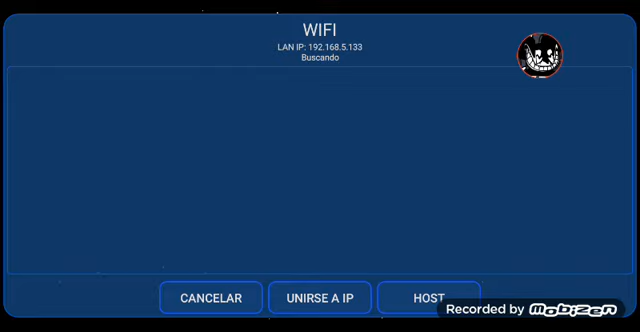 WIFI
LAN IP: 192.168.5.133
Buscando
CANCELAR
UNIRSE A IP
HOST
Recorded by Mobizen